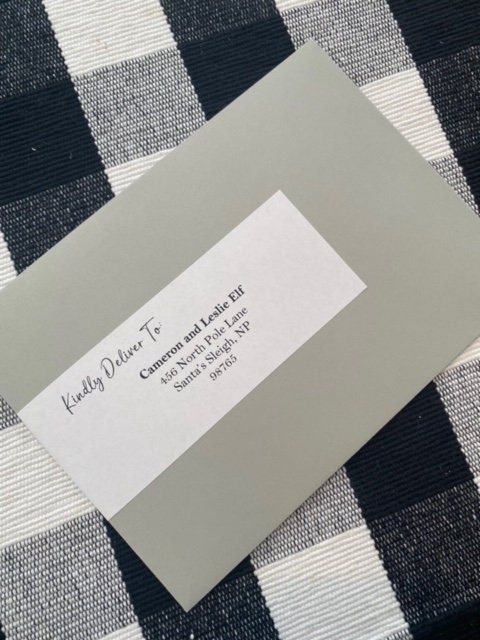 Kindly Deliver To
Cameron and Leslie Elf
456 North Pole Lane
Santa's Sleigh, NP
98765